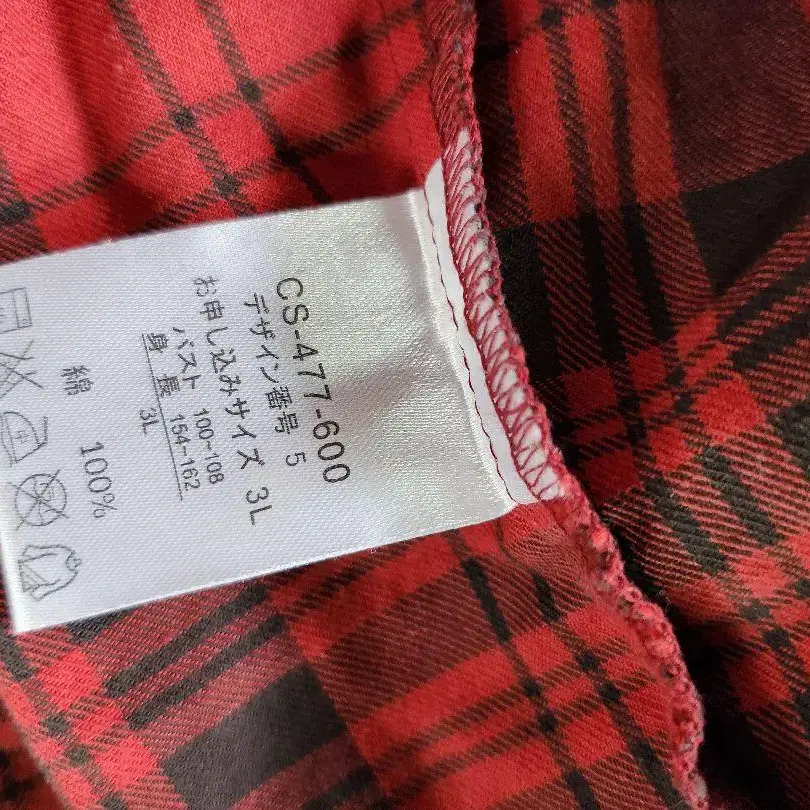 CS-477-600
デザイン番号 5
お申し込みサイズ 3L
バスト 100-108
身長 154-162
3L
綿 100%